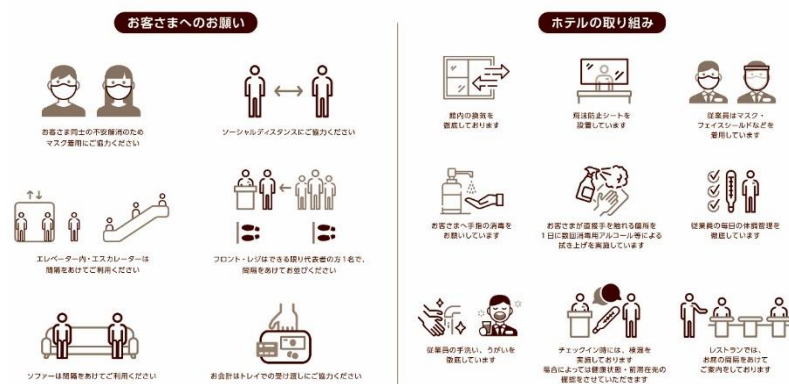 お客さまへのお願い
お客さま同士の不安解消のため
マスク着用にご協力ください
ソーシャルディスタンスにご協力ください
エレベーター内・エスカレーターは
間隔をあけてご利用ください
フロント・レジはできる限り代表者の方1名で、
間隔をあけてお並びください
ソファーは間隔をあけてご利用ください
お会計はトレイでの受け渡しにご協力ください
ホテルの取り組み
館内の換気を
徹底しております
飛沫防止シートを
設置しています
従業員はマスク・
フェイスシールドなどを
着用しています
お客さまへ手指の消毒を
お願いしています
お客さまが直接手を触れる箇所を
1日に数回消毒用アルコール等による
拭き上げを実施しています
従業員の毎日の体調管理を
徹底しています
従業員の手洗い、うがいを
徹底しています
チェックイン時には、検温を
実施しております
場合によっては健康状態・前滞在先の
確認をさせていただきます
レストランでは、
お席の間隔をあけて
ご案内をしております